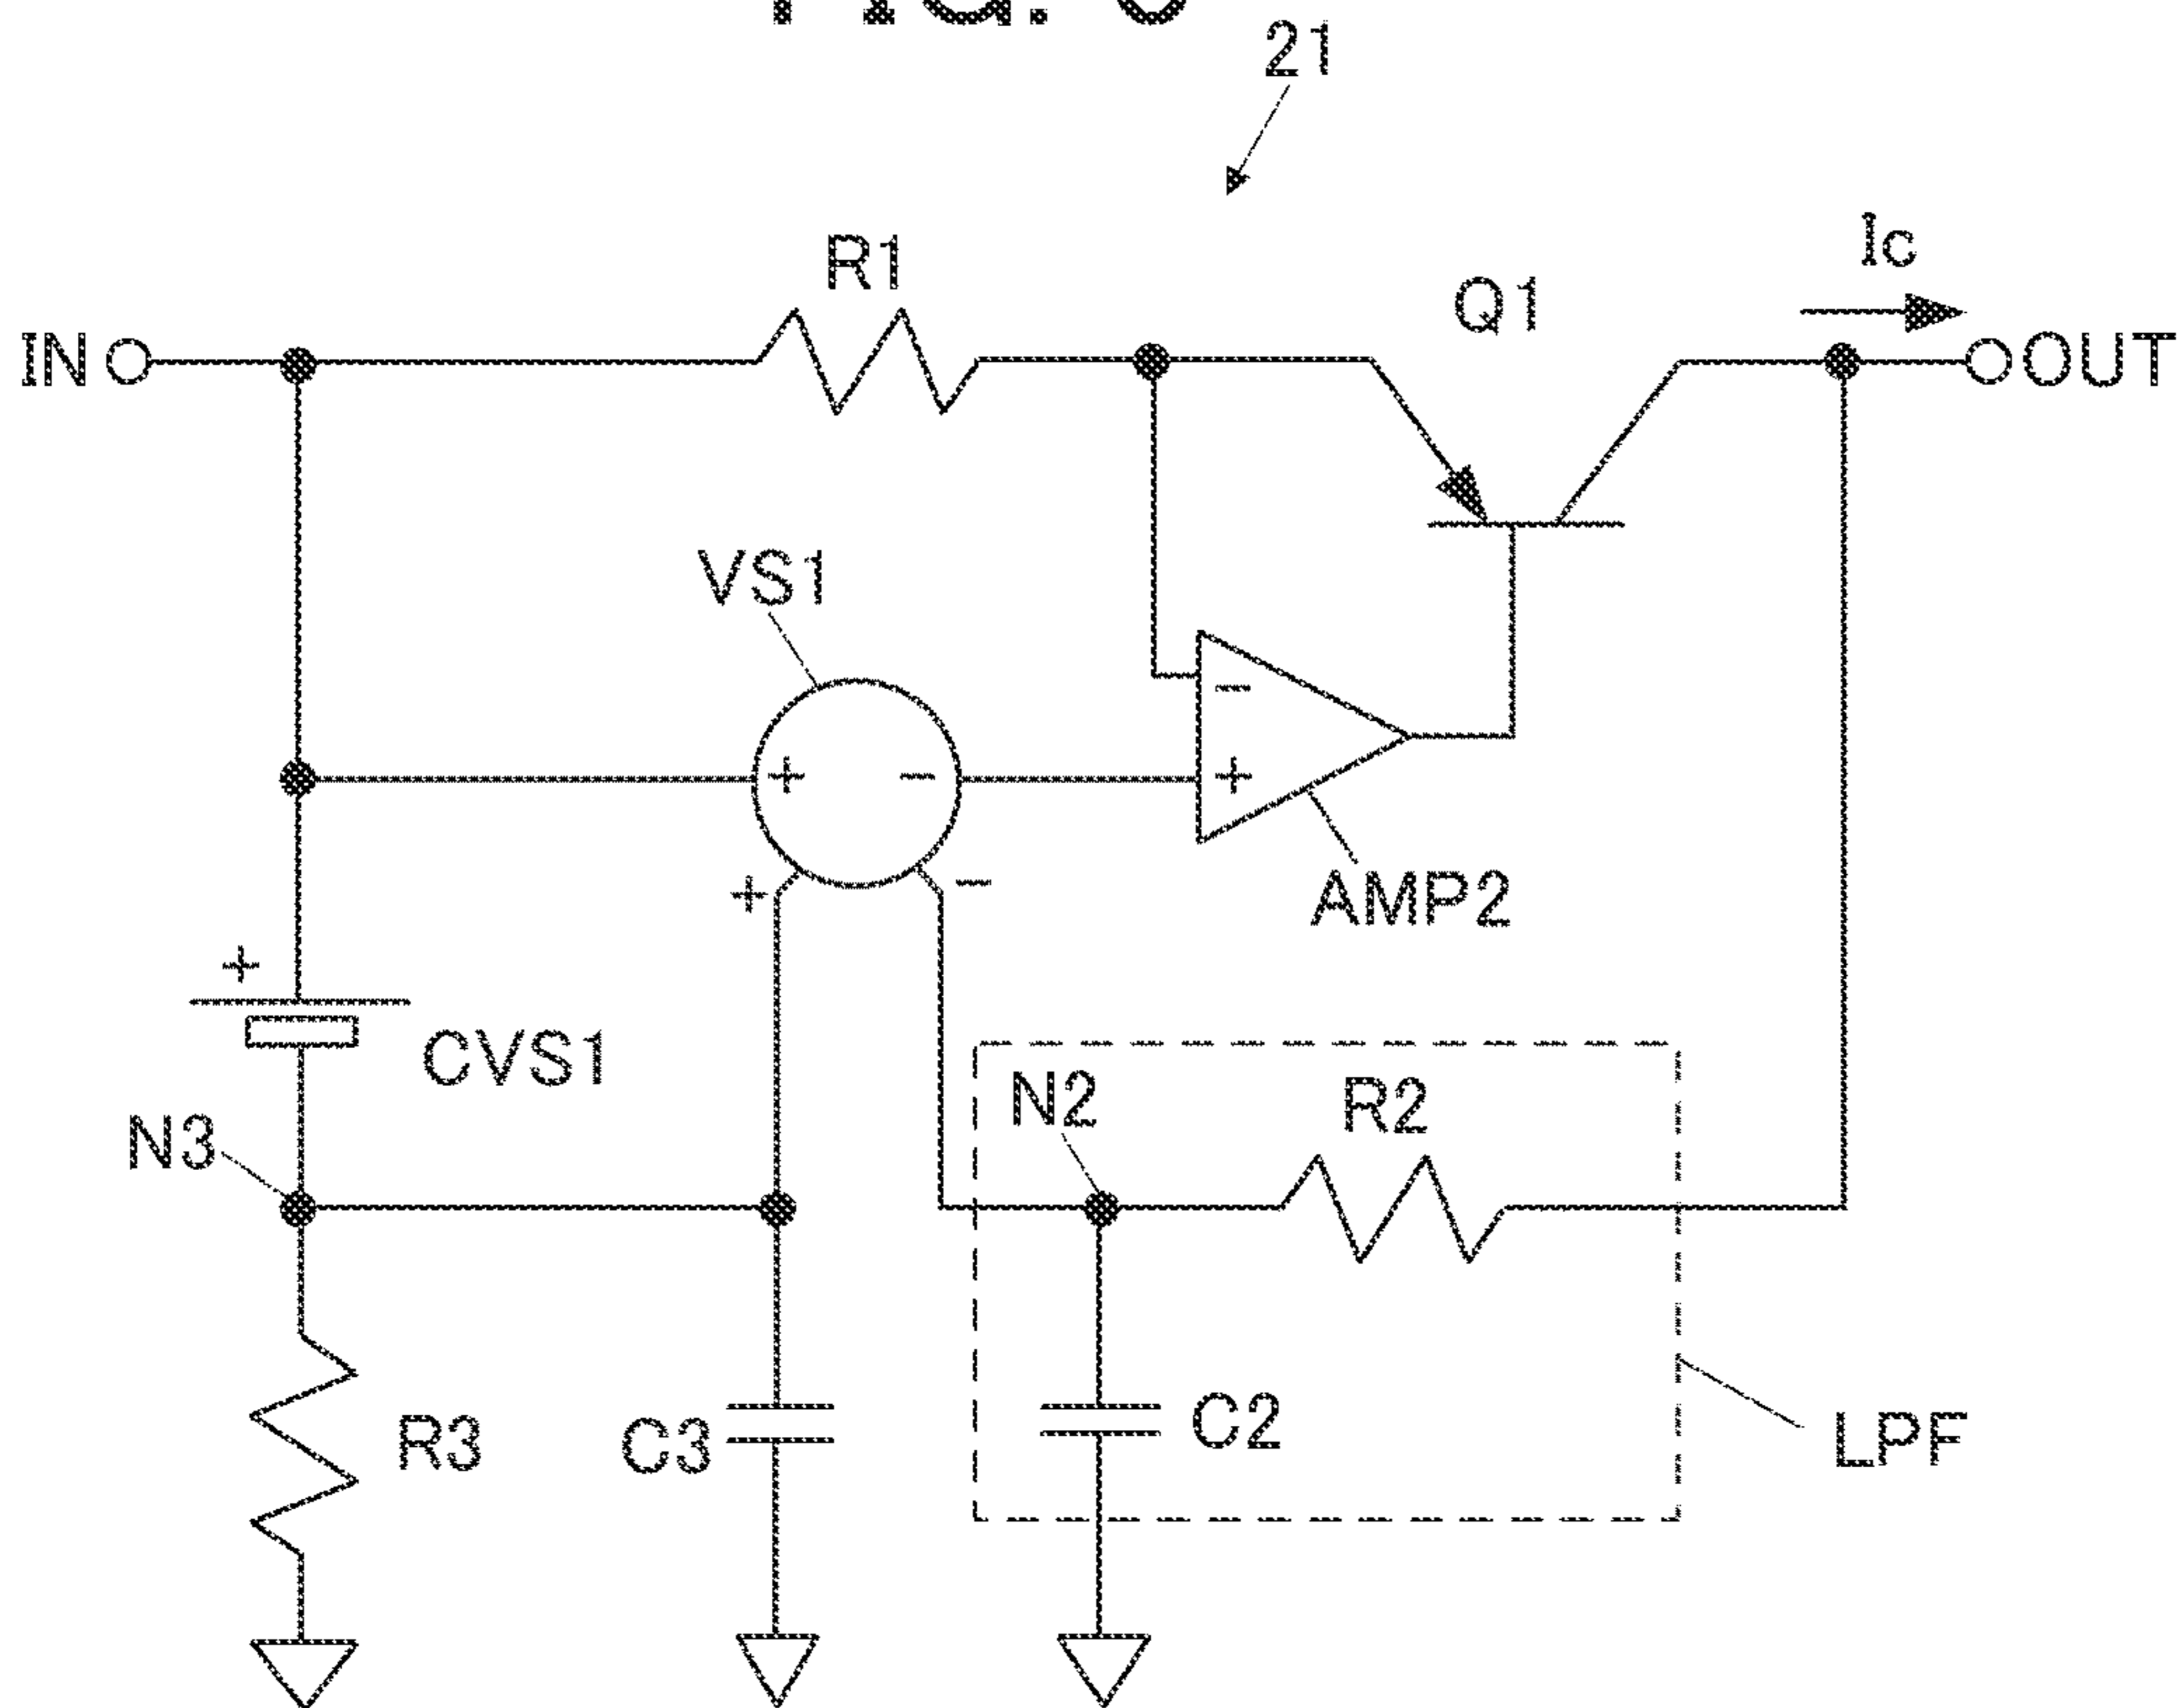 21
Ic
R1
Q1
IN
OUT
VS1
+
-
-
+
+
-
AMP2
+
CVS1
N2
R2
N3
R3
C3
C2
LPF